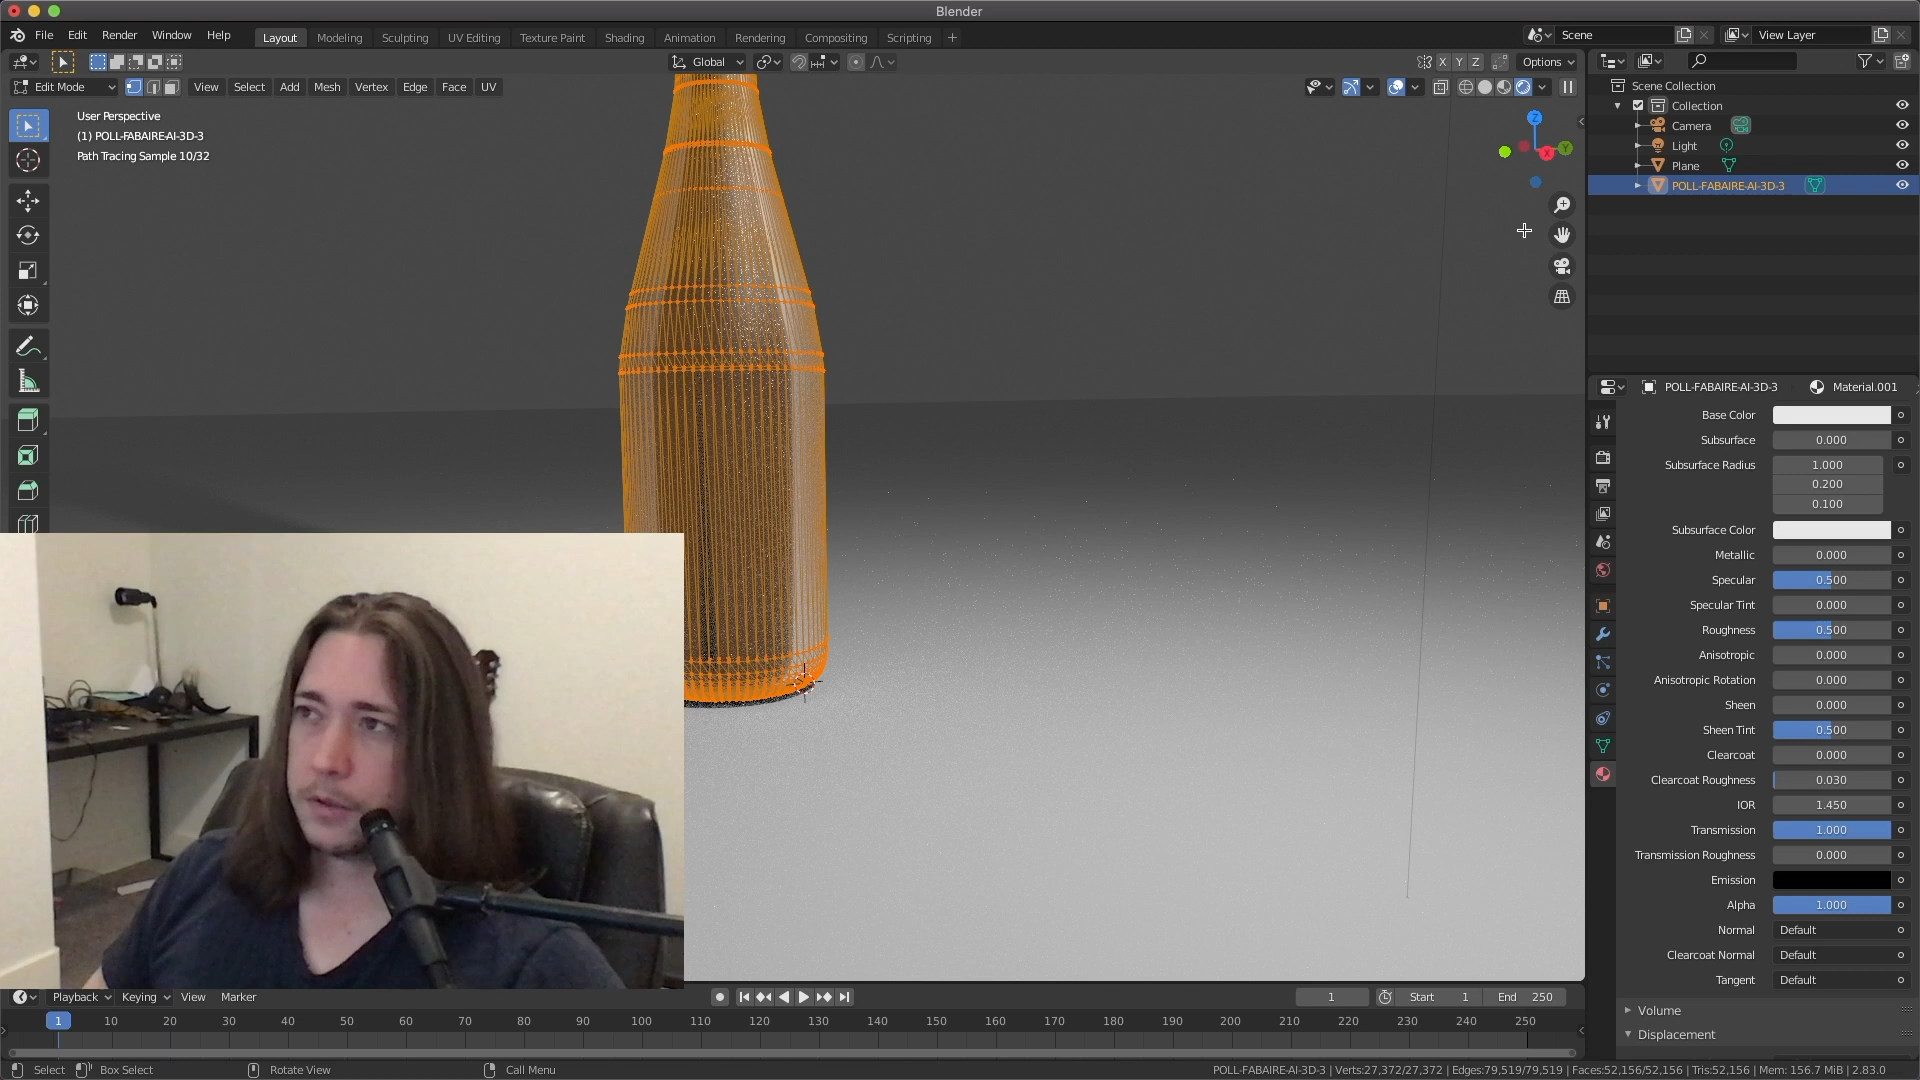 Blender
File Edit Render Window Help
Layout Modeling Sculpting UV Editing Texture Paint Shading Animation Rendering Compositing Scripting +
Scene
View Layer
Global
X Y Z
Options
Edit Mode
View Select Add Mesh Vertex Edge Face UV
User Perspective
(1) POLL-FABAIRE-AI-3D-3
Path Tracing Sample 10/32
Z
X
Y
Scene Collection
Collection
Camera
Light
Plane
POLL-FABAIRE-AI-3D-3
POLL-FABAIRE-AI-3D-3
Material.001
Base Color
Subsurface 0.000
Subsurface Radius 1.000
0.200
0.100
Subsurface Color
Metallic 0.000
Specular 0.500
Specular Tint 0.000
Roughness 0.500
Anisotropic 0.000
Anisotropic Rotation 0.000
Sheen 0.000
Sheen Tint 0.500
Clearcoat 0.000
Clearcoat Roughness 0.030
IOR 1.450
Transmission 1.000
Transmission Roughness 0.000
Emission
Alpha 1.000
Normal Default
Clearcoat Normal Default
Tangent Default
Volume
Displacement
Playback Keying View Marker
1
Start 1
End 250
1 10 20 30 40 50 60 70 80 90 100 110 120 130 140 150 160 170 180 190 200 210 220 230 240 250
Select Box Select Rotate View Call Menu
POLL-FABAIRE-AI-3D-3 | Verts:27,372/27,372 | Edges:79,519/79,519 | Faces:52,156/52,156 | Tris:52,156 | Mem: 156.7 MiB | 2.83.0